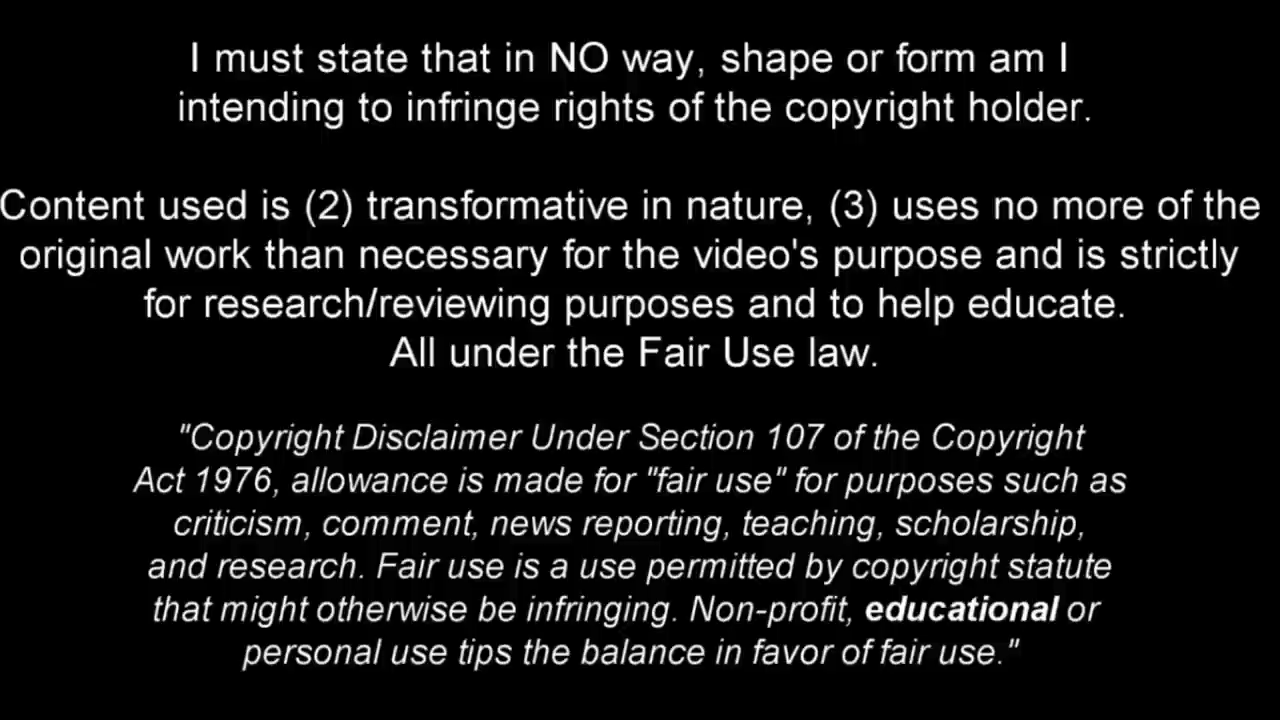 I must state that in NO way, shape or form am I
intending to infringe rights of the copyright holder.
Content used is (2) transformative in nature, (3) uses no more of the
original work than necessary for the video's purpose and is strictly
for research/reviewing purposes and to help educate.
All under the Fair Use law.
"Copyright Disclaimer Under Section 107 of the Copyright
Act 1976, allowance is made for "fair use" for purposes such as
criticism, comment, news reporting, teaching, scholarship,
and research. Fair use is a use permitted by copyright statute
that might otherwise be infringing. Non-profit, educational or
personal use tips the balance in favor of fair use."